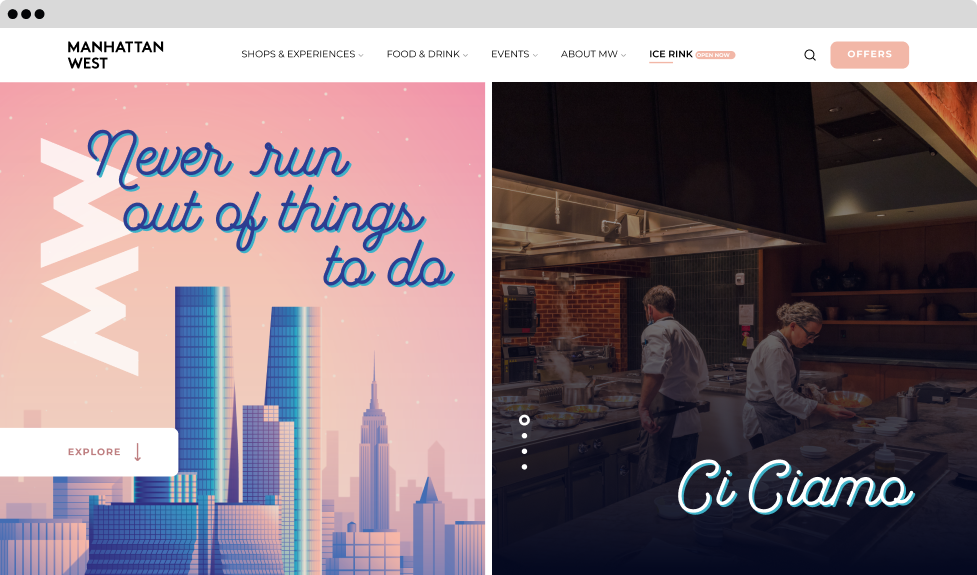 MANHATTAN
WEST
SHOPS & EXPERIENCES
FOOD & DRINK
EVENTS
ABOUT MW
ICE RINK
OPEN NOW
OFFERS
MW
Never run
out of things
to do
EXPLORE
Ci Ciamo